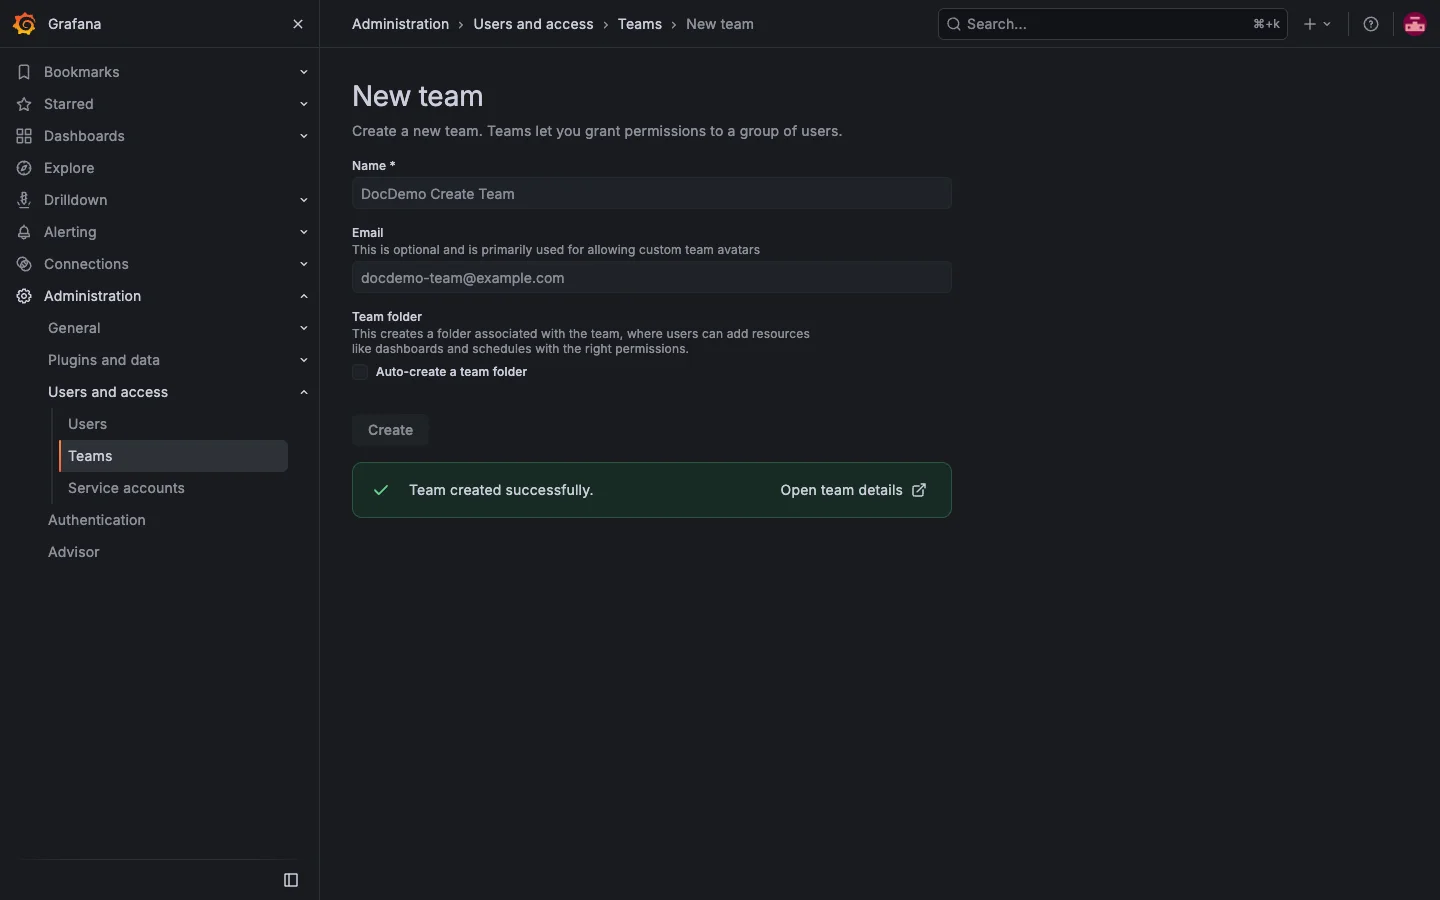 Grafana
Administration › Users and access › Teams › New team
Search...
⌘+k
Bookmarks
Starred
Dashboards
Explore
Drilldown
Alerting
Connections
Administration
General
Plugins and data
Users and access
Users
Teams
Service accounts
Authentication
Advisor
New team
Create a new team. Teams let you grant permissions to a group of users.
Name *
DocDemo Create Team
Email
This is optional and is primarily used for allowing custom team avatars
docdemo-team@example.com
Team folder
This creates a folder associated with the team, where users can add resources
like dashboards and schedules with the right permissions.
Auto-create a team folder
Create
Team created successfully.
Open team details